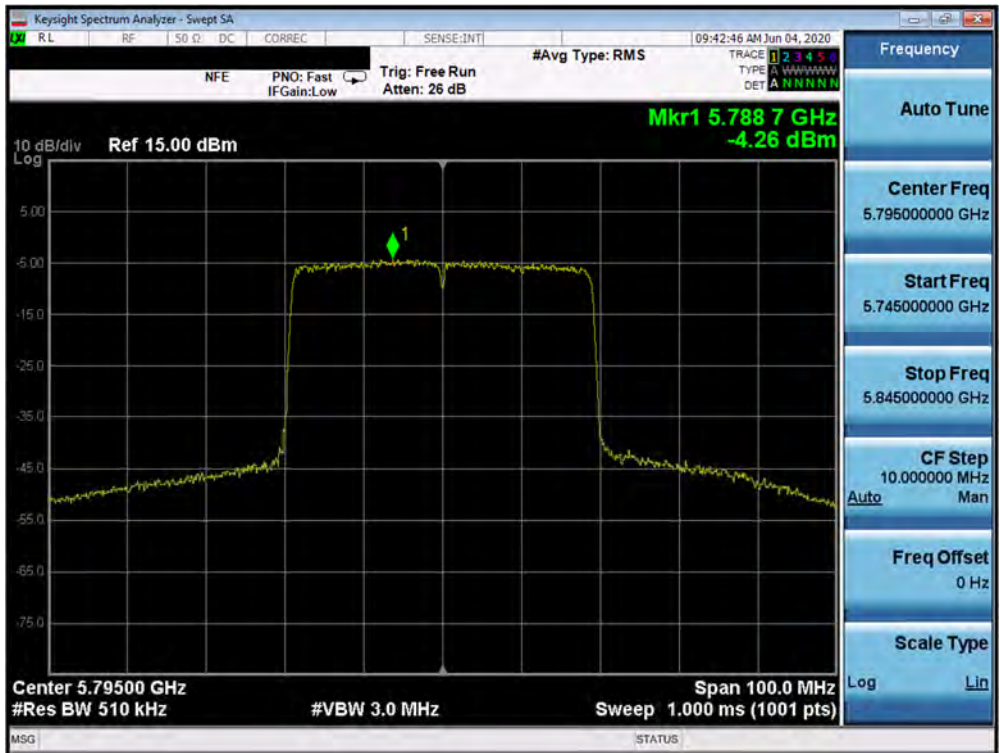 Keysight Spectrum Analyzer - Swept SA
LXI RL RF 50 Ω DC CORREC SENSE:INT 09:42:46 AM Jun 04, 2020
NFE PNO: Fast IFGain:Low Trig: Free Run Atten: 26 dB #Avg Type: RMS
TRACE 1 2 3 4 5 6
TYPE A WWWWW
DET A N N N N N
Mkr1 5.788 7 GHz
-4.26 dBm
10 dB/div Ref 15.00 dBm
Log
1
5.00
-5.00
-15.0
-25.0
-35.0
-45.0
-55.0
-65.0
-75.0
Center 5.79500 GHz Span 100.0 MHz
#Res BW 510 kHz #VBW 3.0 MHz Sweep 1.000 ms (1001 pts)
MSG STATUS
Frequency
Auto Tune
Center Freq
5.795000000 GHz
Start Freq
5.745000000 GHz
Stop Freq
5.845000000 GHz
CF Step
10.000000 MHz
Auto Man
Freq Offset
0 Hz
Scale Type
Log Lin